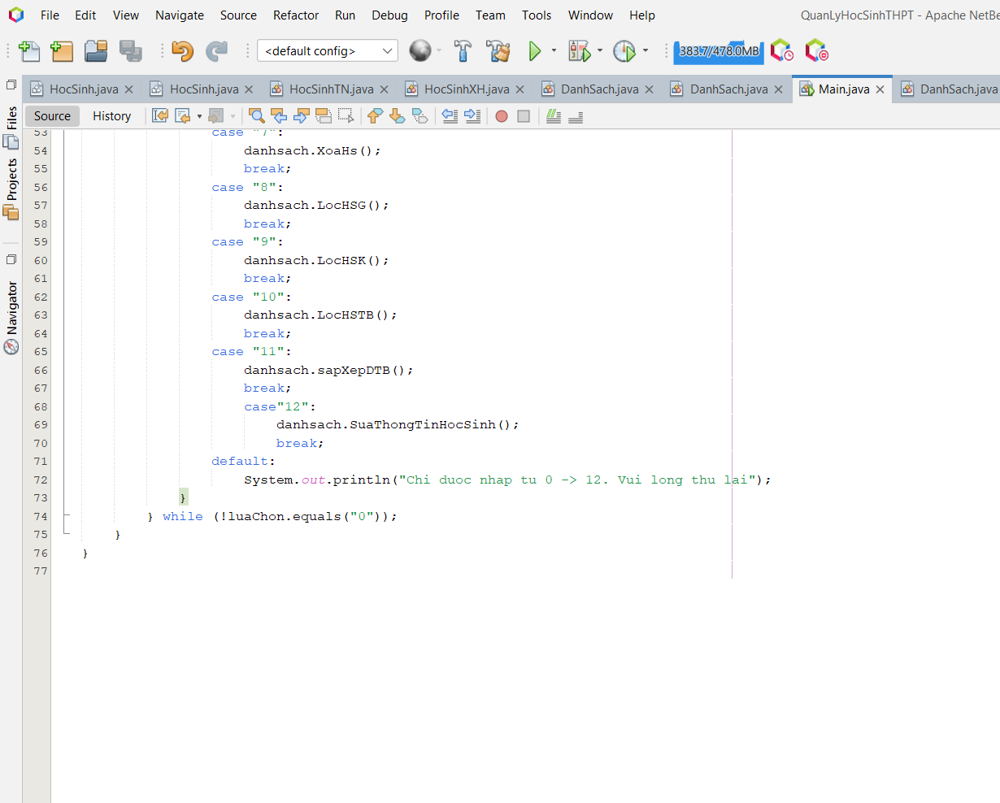 File Edit View Navigate Source Refactor Run Debug Profile Team Tools Window Help QuanLyHocSinhTHPT - Apache NetBe
<default config> 383.7/478.0MB
HocSinh.java HocSinh.java HocSinhTN.java HocSinhXH.java DanhSach.java DanhSach.java Main.java DanhSach.java
Source History
Files
Projects
Navigator
53 case "7":
54 danhsach.XoaHs();
55 break;
56 case "8":
57 danhsach.LocHSG();
58 break;
59 case "9":
60 danhsach.LocHSK();
61 break;
62 case "10":
63 danhsach.LocHSTB();
64 break;
65 case "11":
66 danhsach.sapXepDTB();
67 break;
68 case"12":
69 danhsach.SuaThongTinHocSinh();
70 break;
71 default:
72 System.out.println("Chi duoc nhap tu 0 -> 12. Vui long thu lai");
73 }
74 } while (!luaChon.equals("0"));
75 }
76 }
77